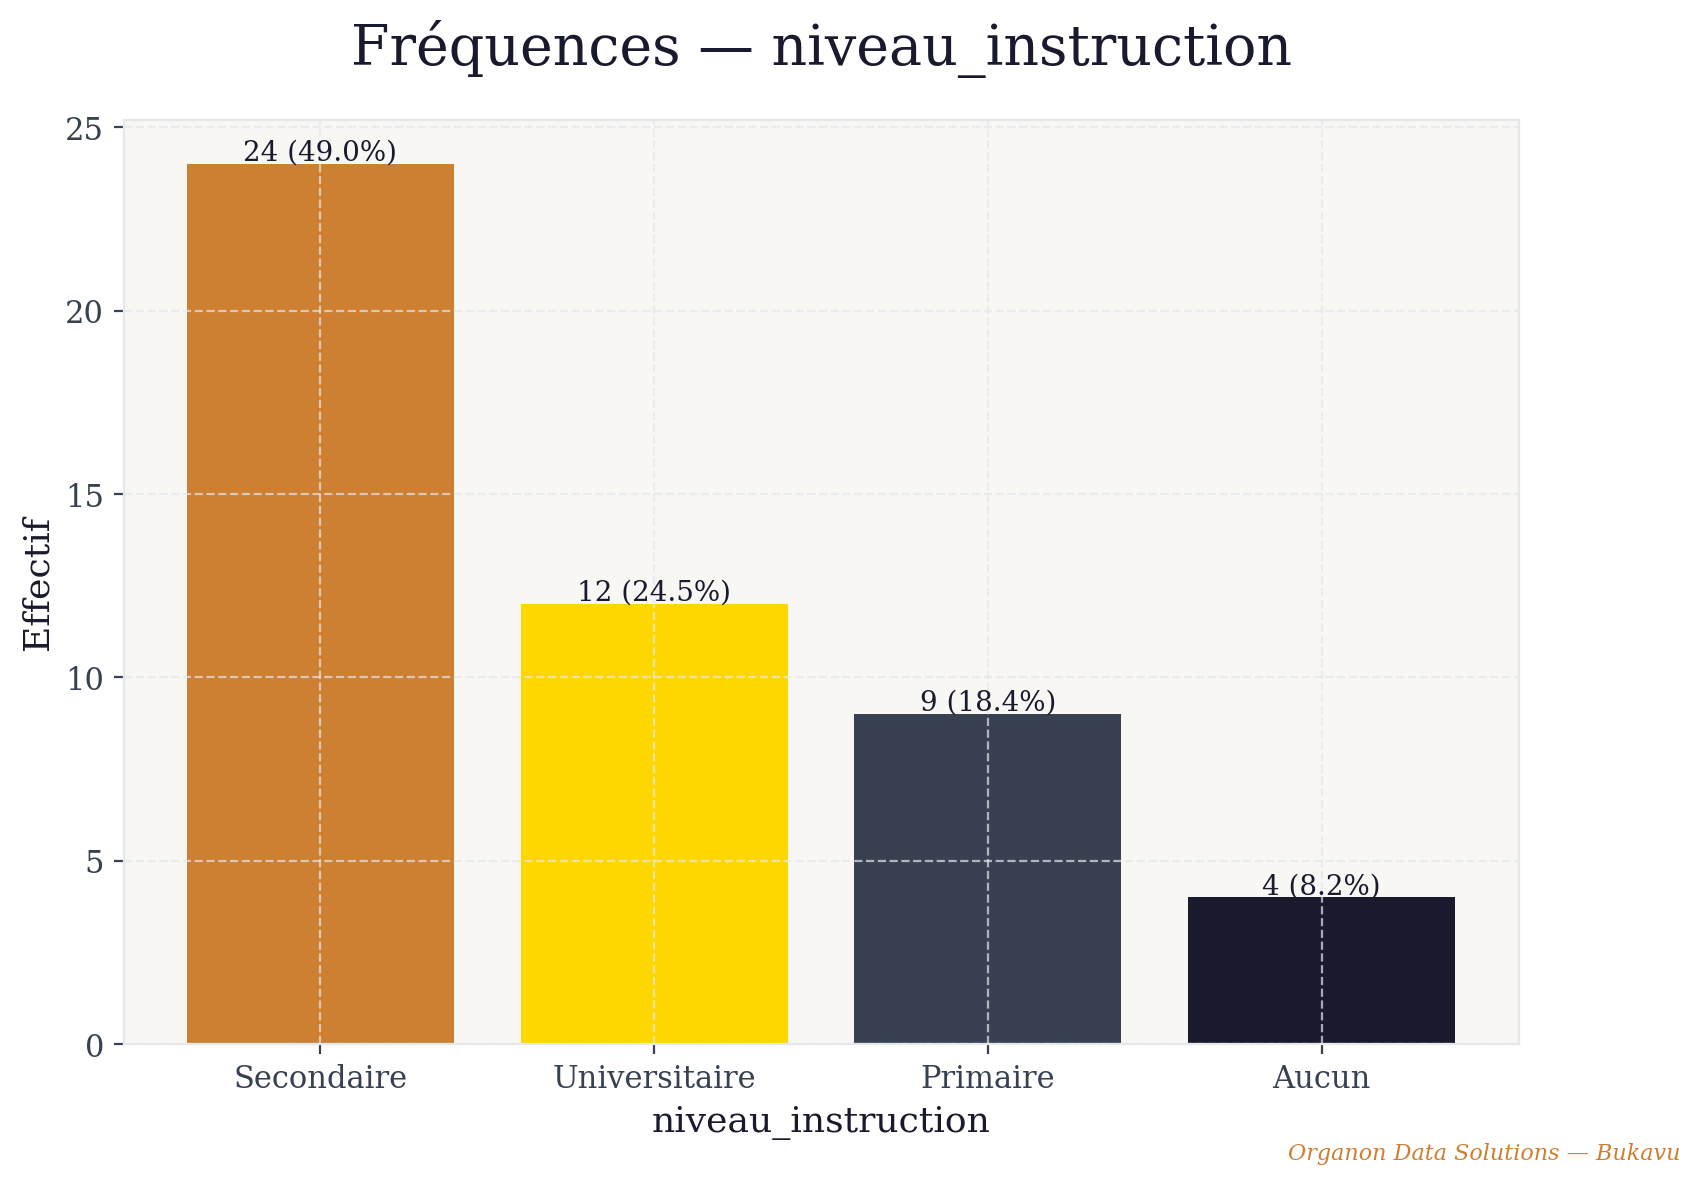 Fréquences — niveau_instruction
25
24 (49.0%)
20
15
12 (24.5%)
10
9 (18.4%)
5
4 (8.2%)
0
Effectif
Secondaire Universitaire Primaire Aucun
niveau_instruction
Organon Data Solutions — Bukavu